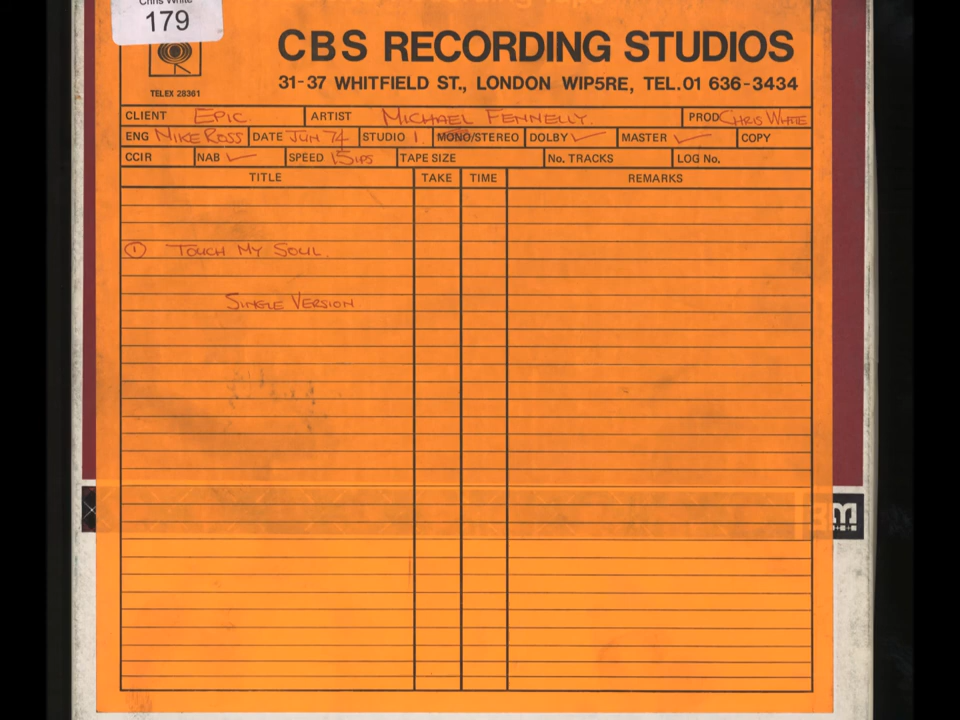 Chris White
179
CBS RECORDING STUDIOS
31-37 WHITFIELD ST., LONDON WIP5RE, TEL.01 636-3434
TELEX 28361
CLIENT EPIC. ARTIST MICHAEL FENNELLY. PROD CHRIS WHITE
ENG MIKE ROSS DATE JUN 74 STUDIO 1. MONO/STEREO DOLBY ✓ MASTER ✓ COPY
CCIR NAB ✓ SPEED 15 IPS TAPE SIZE No. TRACKS LOG No.
TITLE TAKE TIME REMARKS
① TOUCH MY SOUL.
SINGLE VERSION
3M